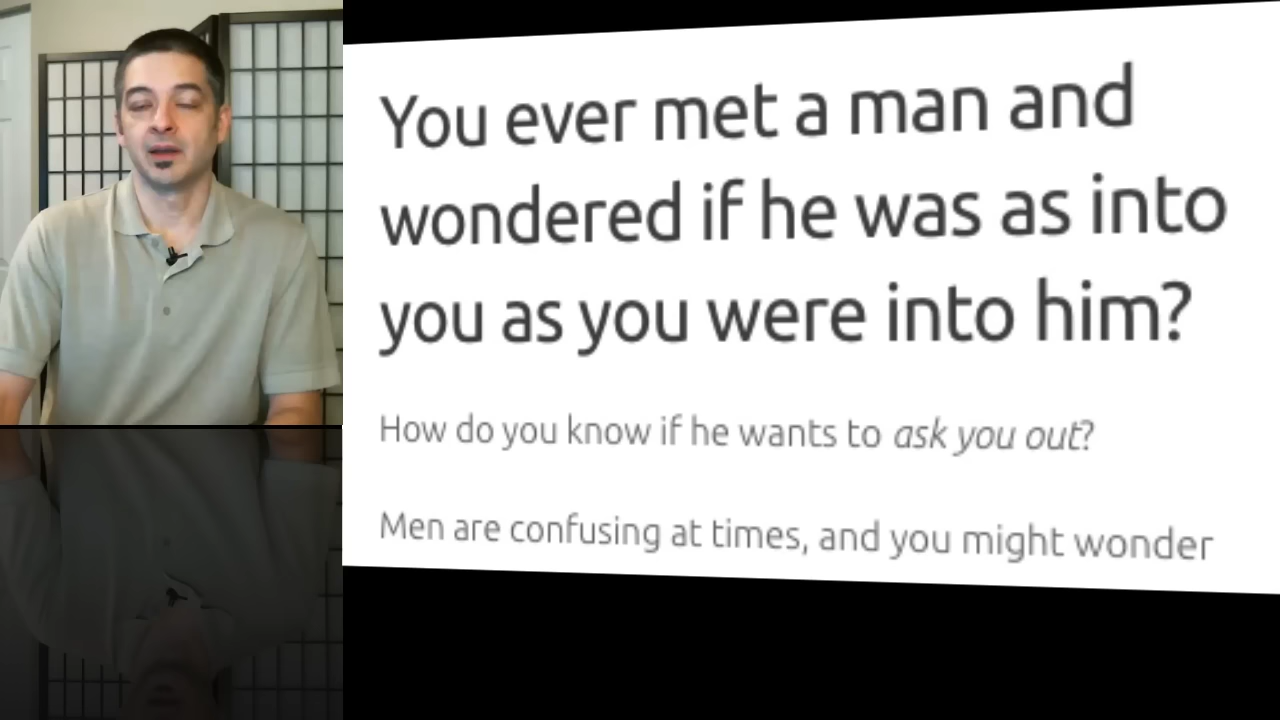 You ever met a man and
wondered if he was as into
you as you were into him?
How do you know if he wants to ask you out?
Men are confusing at times, and you might wonder